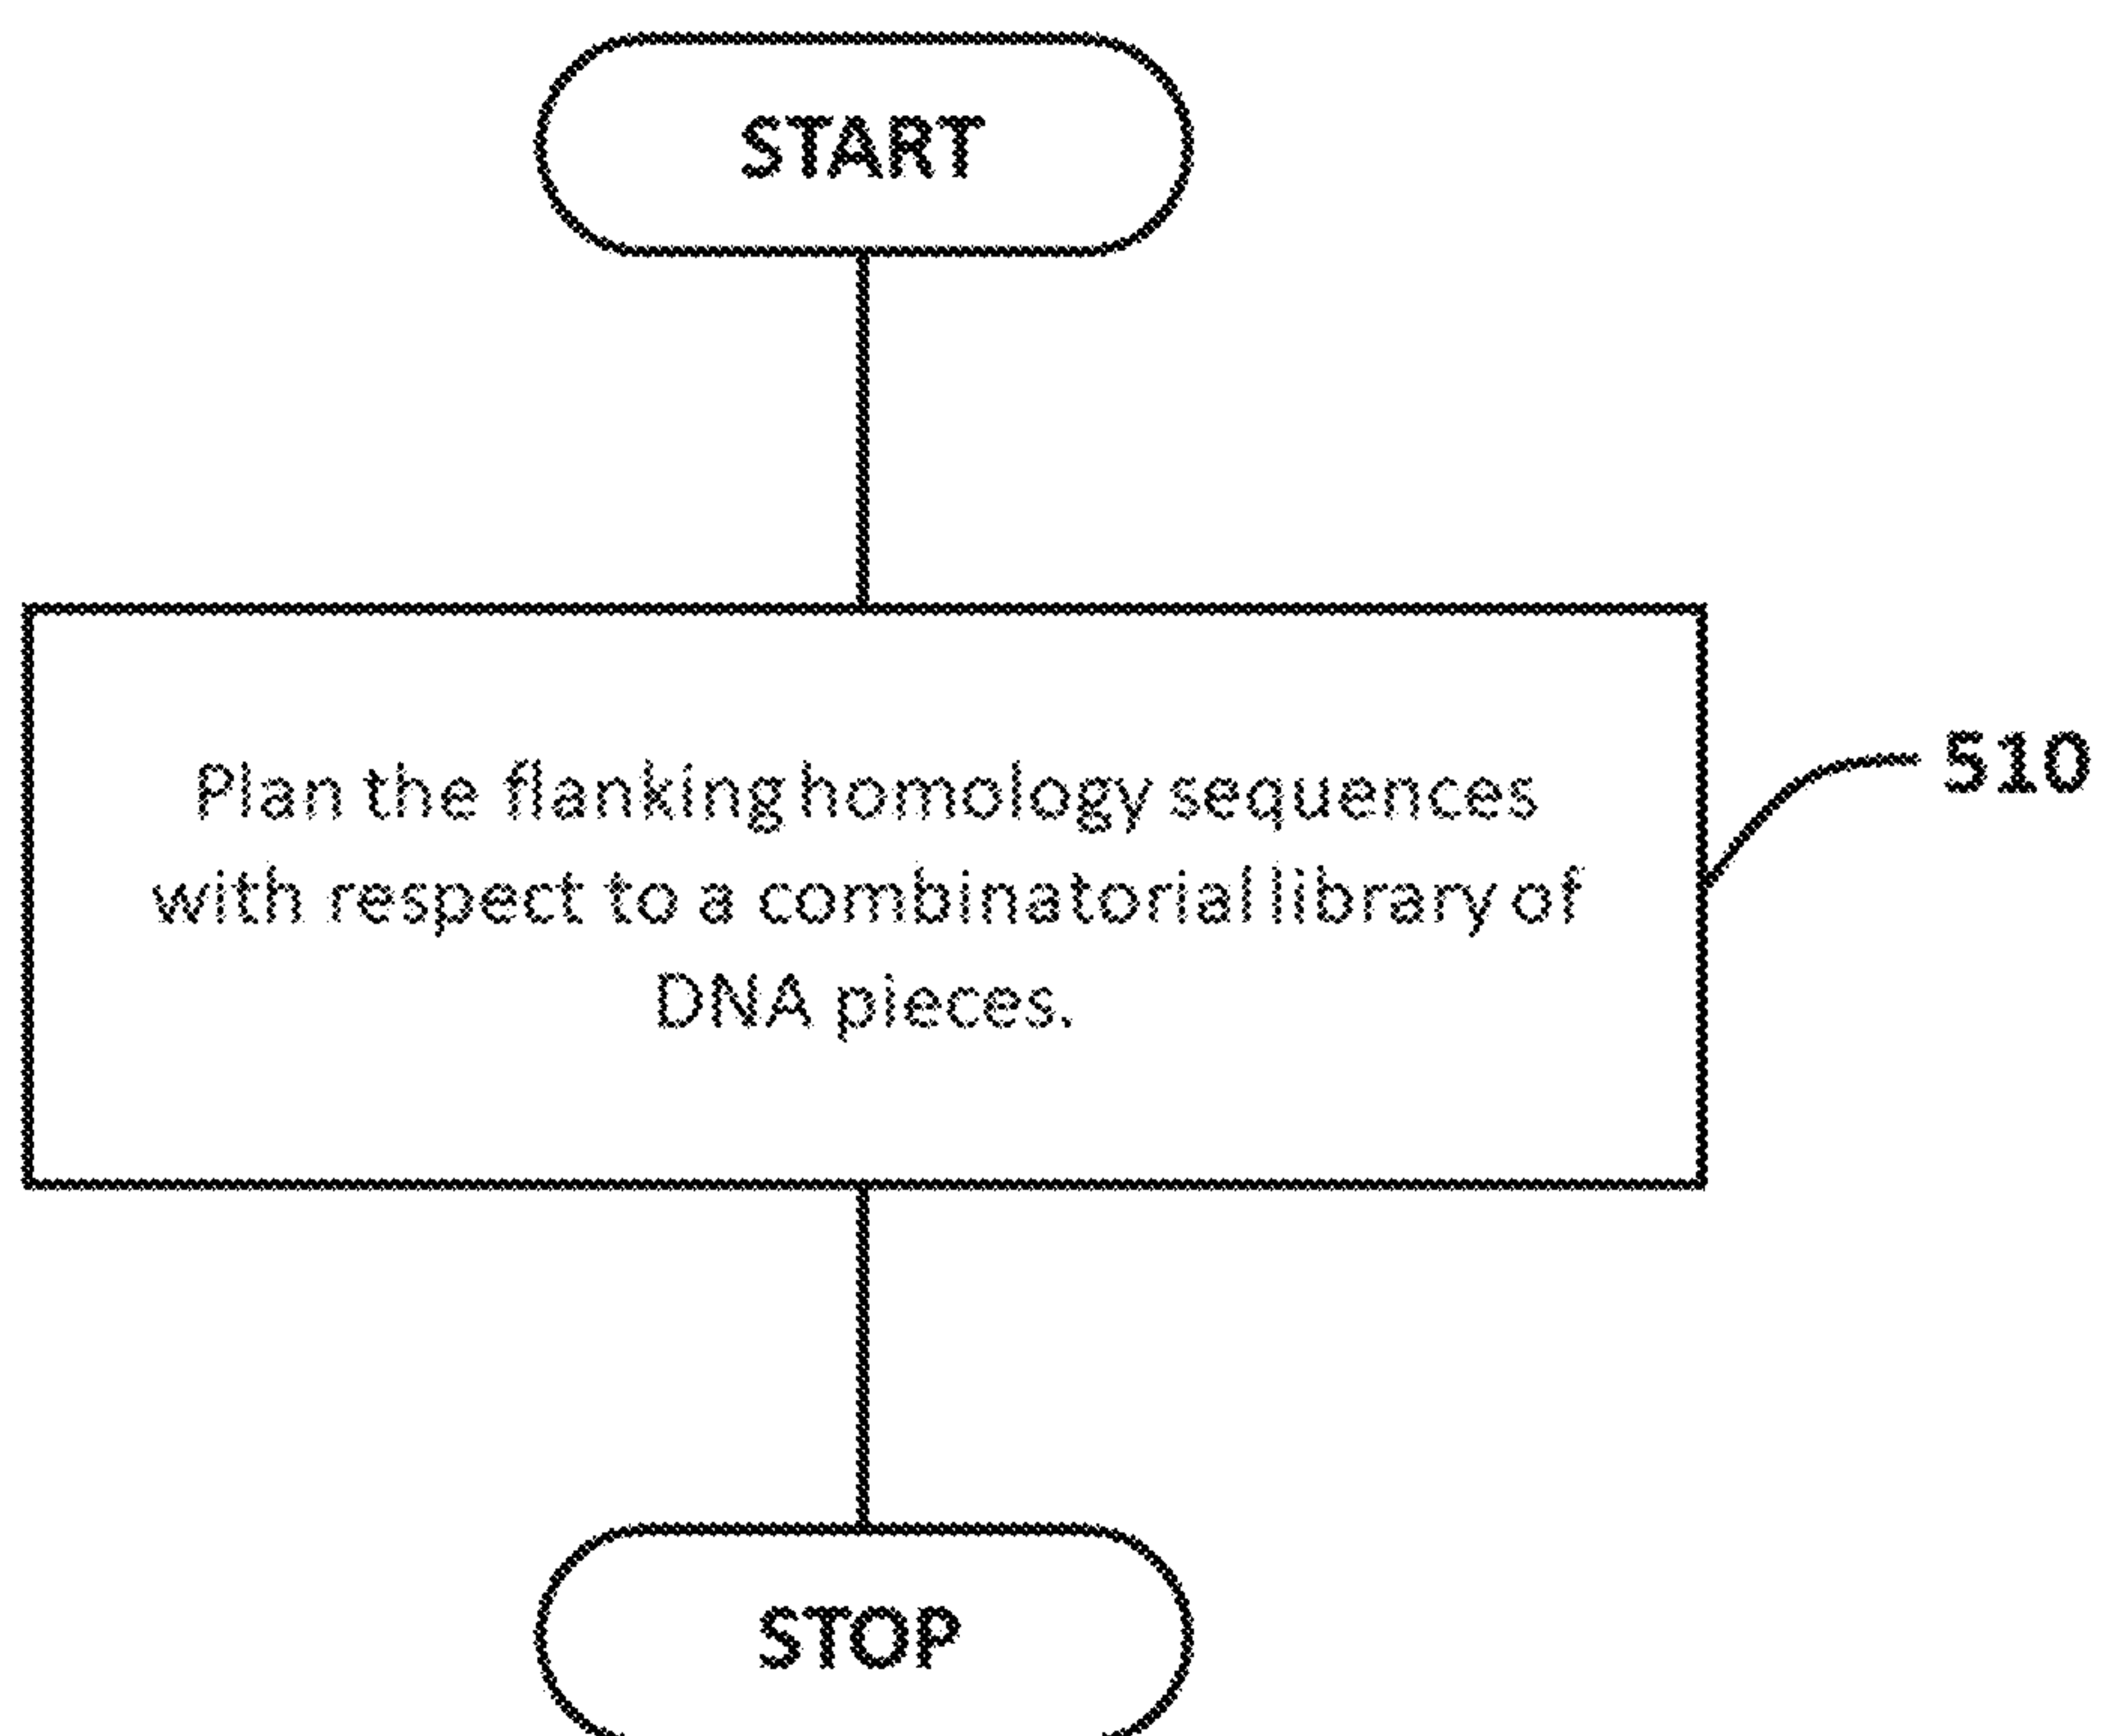 START
Plan the flanking homology sequences
510
with respect to a combinatorial library of
DNA pieces.
STOP